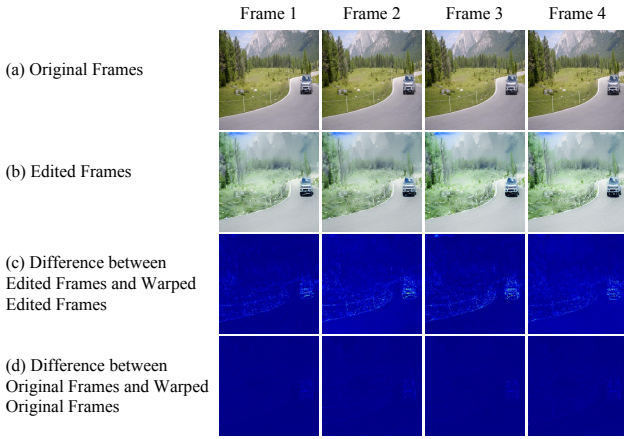 Frame 1 Frame 2 Frame 3 Frame 4
(a) Original Frames
(b) Edited Frames
(c) Difference between
Edited Frames and Warped
Edited Frames
(d) Difference between
Original Frames and Warped
Original Frames